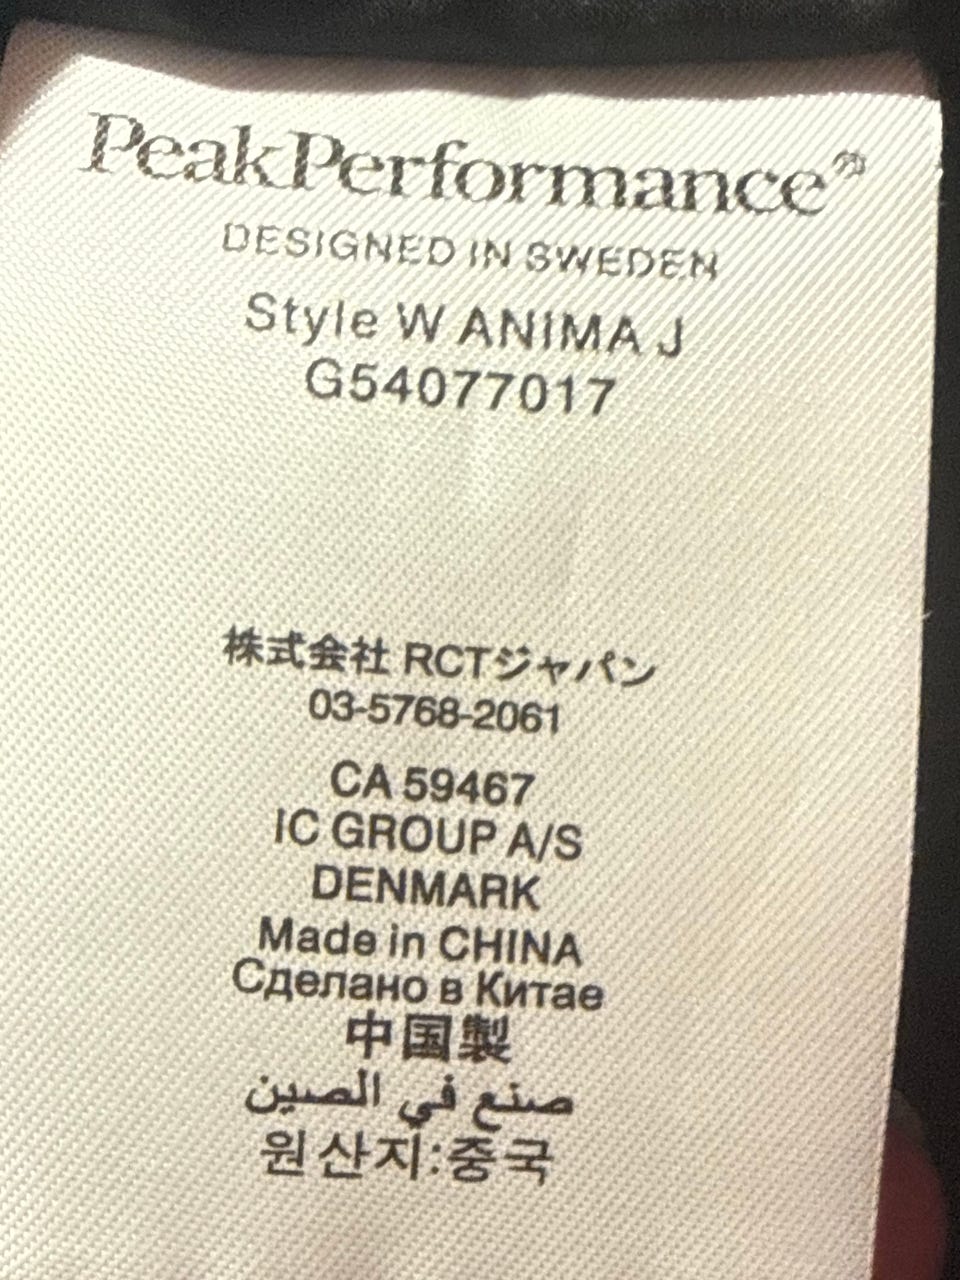 PeakPerformance®
DESIGNED IN SWEDEN
Style W ANIMA J
G54077017
株式会社 RCTジャパン
03-5768-2061
CA 59467
IC GROUP A/S
DENMARK
Made in CHINA
Сделано в Китае
中国製
صنع في الصين
원산지:중국